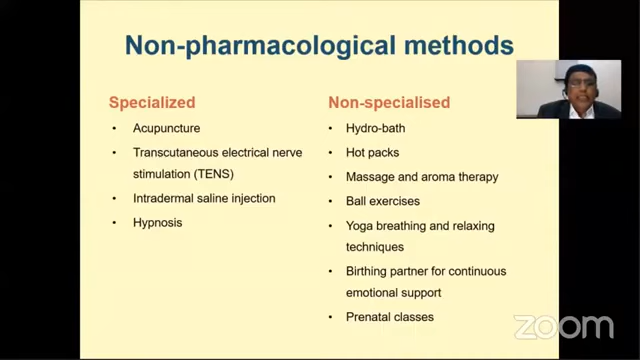 Non-pharmacological methods
Specialized
• Acupuncture
• Transcutaneous electrical nerve
stimulation (TENS)
• Intradermal saline injection
• Hypnosis
Non-specialised
• Hydro-bath
• Hot packs
• Massage and aroma therapy
• Ball exercises
• Yoga breathing and relaxing
techniques
• Birthing partner for continuous
emotional support
• Prenatal classes
zoom